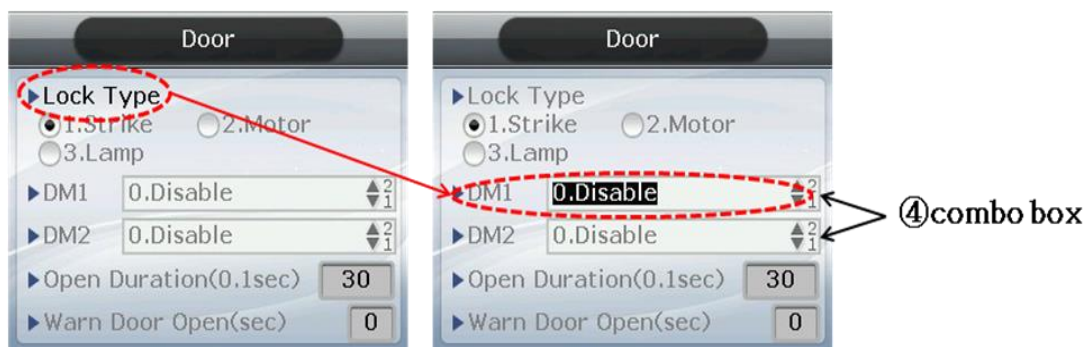 Door
Lock Type
1.Strike 2.Motor
3.Lamp
DM1 0.Disable 2 1
DM2 0.Disable 2 1
Open Duration(0.1sec) 30
Warn Door Open(sec) 0
Door
Lock Type
1.Strike 2.Motor
3.Lamp
DM1 0.Disable 2 1
DM2 0.Disable 2 1
Open Duration(0.1sec) 30
Warn Door Open(sec) 0
④combo box